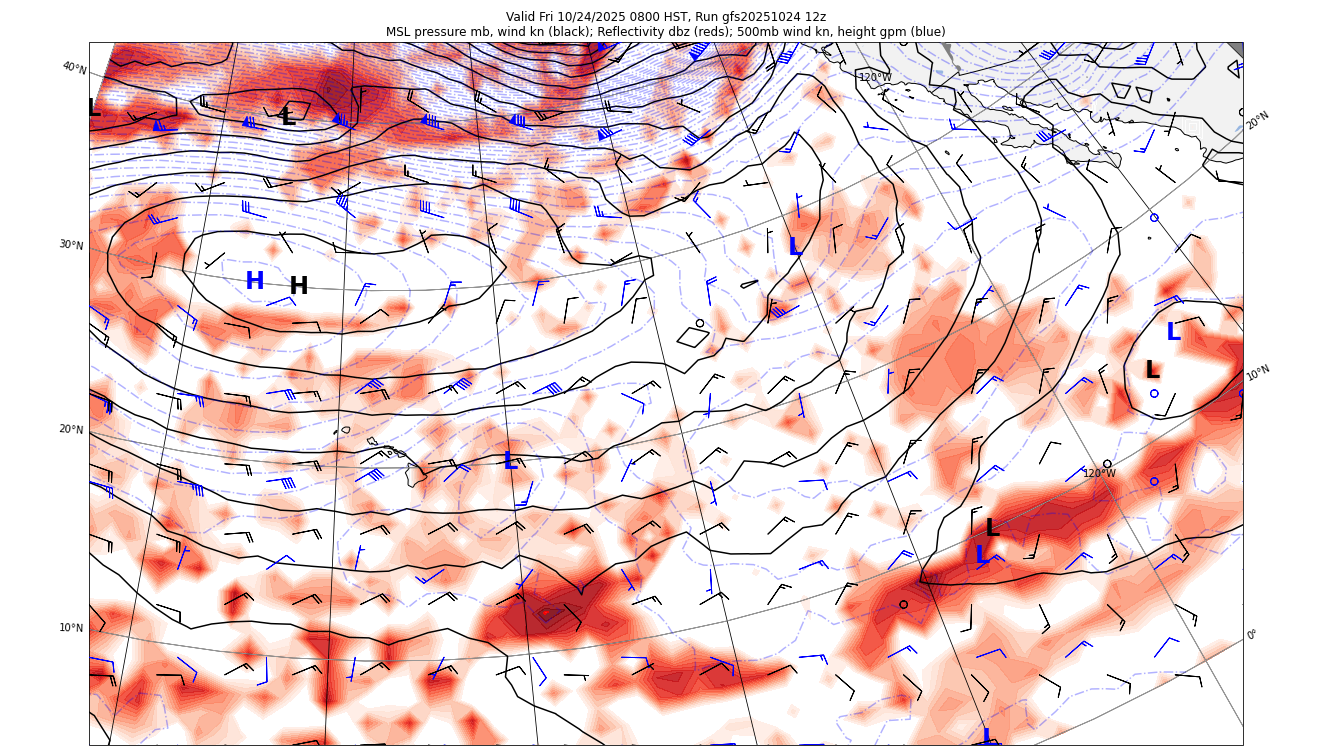 Valid Fri 10/24/2025 0800 HST, Run gfs20251024 12z
MSL pressure mb, wind kn (black); Reflectivity dbz (reds); 500mb wind kn, height gpm (blue)
40°N
120°W
20°N
L
L
30°N
L
H
H
L
L
10°N
20°N
L
120°W
L
L
10°N
0°
L